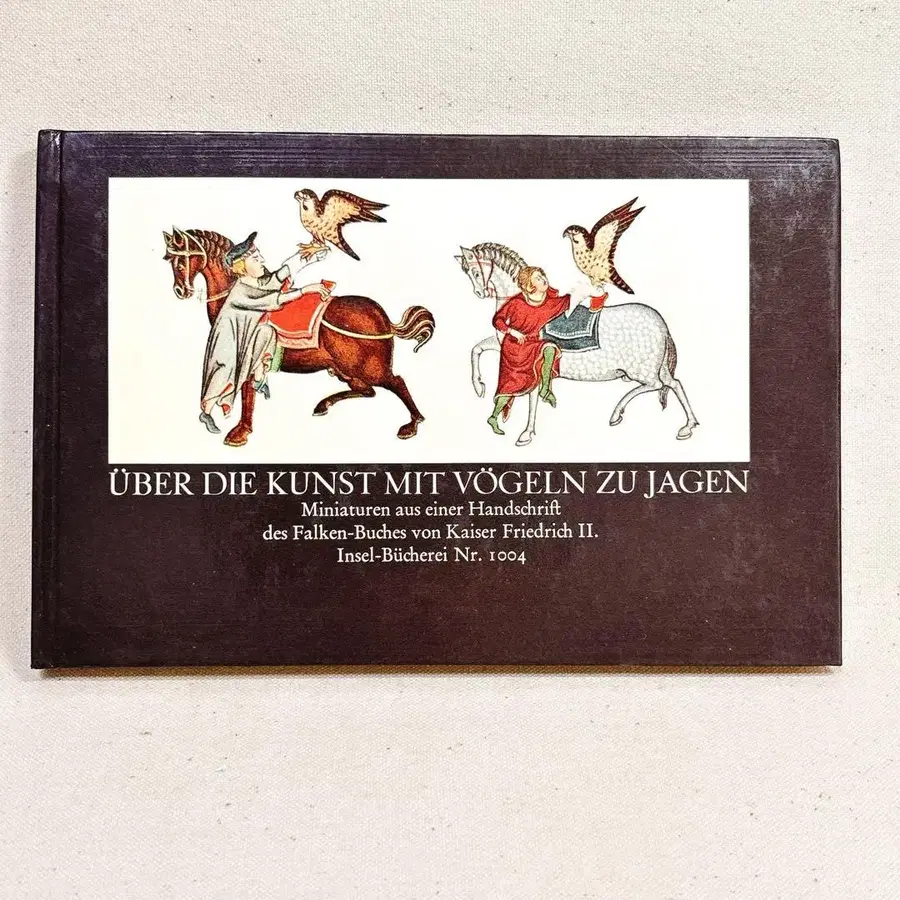 ÜBER DIE KUNST MIT VÖGELN ZU JAGEN
Miniaturen aus einer Handschrift
des Falken-Buches von Kaiser Friedrich II.
Insel-Bücherei Nr. 1004